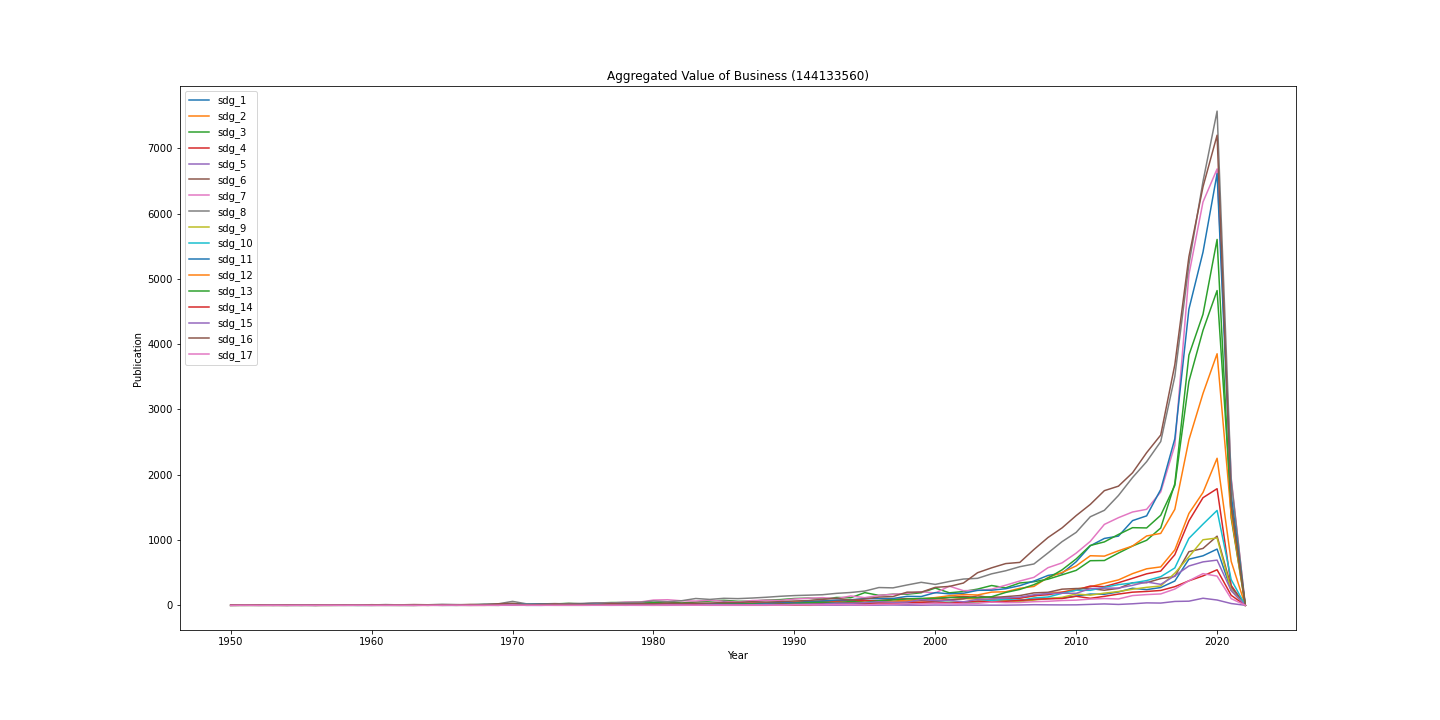 Aggregated Value of Business (144133560)
sdg_1
sdg_2
sdg_3
sdg_4
sdg_5
sdg_6
sdg_7
sdg_8
sdg_9
sdg_10
sdg_11
sdg_12
sdg_13
sdg_14
sdg_15
sdg_16
sdg_17
7000
6000
5000
4000
3000
2000
1000
0
Publication
1950 1960 1970 1980 1990 2000 2010 2020
Year